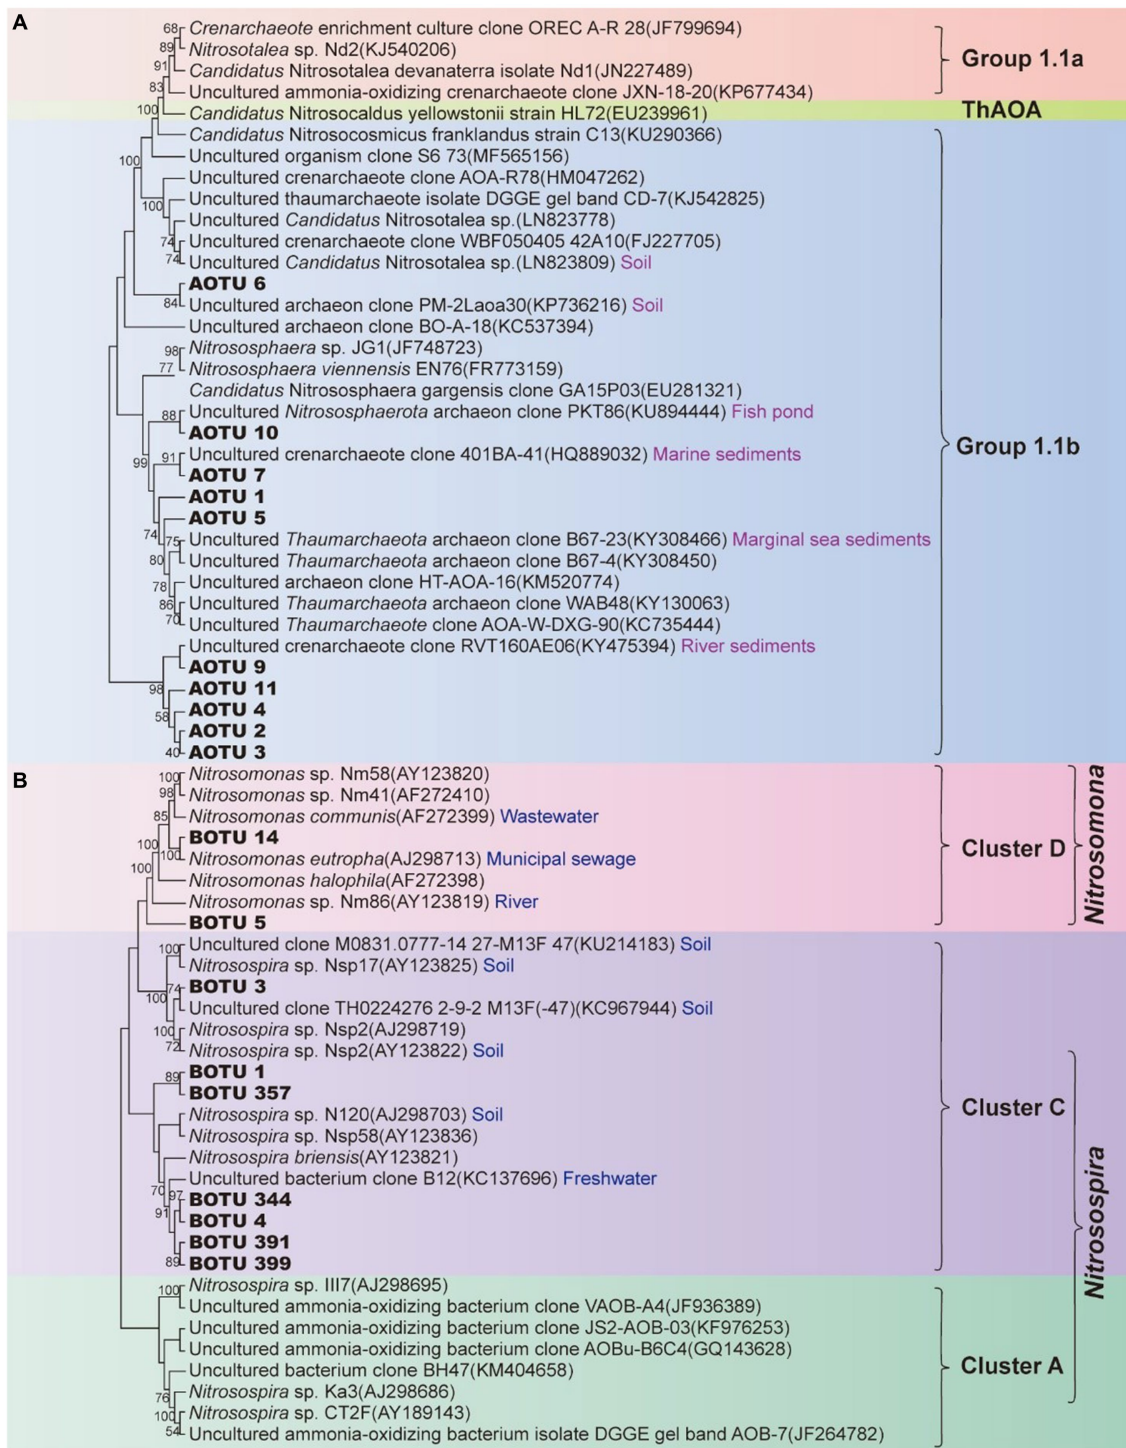 A
68 Crenarchaeote enrichment culture clone OREC A-R 28(JF799694)
89 Nitrosotalea sp. Nd2(KJ540206)
91 Candidatus Nitrosotalea devanaterra isolate Nd1(JN227489)
Group 1.1a
83 Uncultured ammonia-oxidizing crenarchaeote clone JXN-18-20(KP677434)
100 Candidatus Nitrosocaldus yellowstonii strain HL72(EU239961)
ThAOA
Candidatus Nitrosocosmicus franklandus strain C13(KU290366)
100 Uncultured organism clone S6 73(MF565156)
Uncultured crenarchaeote clone AOA-R78(HM047262)
100 Uncultured thaumarchaeote isolate DGGE gel band CD-7(KJ542825)
Uncultured Candidatus Nitrosotalea sp.(LN823778)
74 Uncultured crenarchaeote clone WBF050405 42A10(FJ227705)
74 Uncultured Candidatus Nitrosotalea sp.(LN823809) Soil
AOTU 6
84 Uncultured archaeon clone PM-2Laoa30(KP736216) Soil
Uncultured archaeon clone BO-A-18(KC537394)
98 Nitrososphaera sp. JG1(JF748723)
77 Nitrososphaera viennensis EN76(FR773159)
Candidatus Nitrososphaera gargensis clone GA15P03(EU281321)
88 Uncultured Nitrososphaerota archaeon clone PKT86(KU894444) Fish pond
AOTU 10
Group 1.1b
99 91 Uncultured crenarchaeote clone 401BA-41(HQ889032) Marine sediments
AOTU 7
AOTU 1
AOTU 5
74 75 Uncultured Thaumarchaeota archaeon clone B67-23(KY308466) Marginal sea sediments
80 Uncultured Thaumarchaeota archaeon clone B67-4(KY308450)
78 Uncultured archaeon clone HT-AOA-16(KM520774)
86 Uncultured Thaumarchaeota archaeon clone WAB48(KY130063)
70 Uncultured Thaumarchaeote clone AOA-W-DXG-90(KC735444)
Uncultured crenarchaeote clone RVT160AE06(KY475394) River sediments
AOTU 9
98 AOTU 11
58 AOTU 4
AOTU 2
40 AOTU 3
B
100 Nitrosomonas sp. Nm58(AY123820)
98 Nitrosomonas sp. Nm41(AF272410)
85 Nitrosomonas communis(AF272399) Wastewater
100 BOTU 14
Cluster D
Nitrosomona
100 100 Nitrosomonas eutropha(AJ298713) Municipal sewage
Nitrosomonas halophila(AF272398)
Nitrosomonas sp. Nm86(AY123819) River
BOTU 5
100 Uncultured clone M0831.0777-14 27-M13F 47(KU214183) Soil
Nitrosospira sp. Nsp17(AY123825) Soil
100 74 BOTU 3
Uncultured clone TH0224276 2-9-2 M13F(-47)(KC967944) Soil
100 Nitrosospira sp. Nsp2(AJ298719)
72 Nitrosospira sp. Nsp2(AY123822) Soil
89 BOTU 1
BOTU 357
Cluster C
Nitrosospira sp. N120(AJ298703) Soil
Nitrosospira sp. Nsp58(AY123836)
Nitrosospira briensis(AY123821)
Uncultured bacterium clone B12(KC137696) Freshwater
70 97 BOTU 344
91 BOTU 4
Nitrosospira
BOTU 391
89 BOTU 399
100 Nitrosospira sp. III7(AJ298695)
Uncultured ammonia-oxidizing bacterium clone VAOB-A4(JF936389)
Uncultured ammonia-oxidizing bacterium clone JS2-AOB-03(KF976253)
Uncultured ammonia-oxidizing bacterium clone AOBu-B6C4(GQ143628)
Cluster A
Uncultured bacterium clone BH47(KM404658)
76 Nitrosospira sp. Ka3(AJ298686)
100 Nitrosospira sp. CT2F(AY189143)
54 Uncultured ammonia-oxidizing bacterium isolate DGGE gel band AOB-7(JF264782)